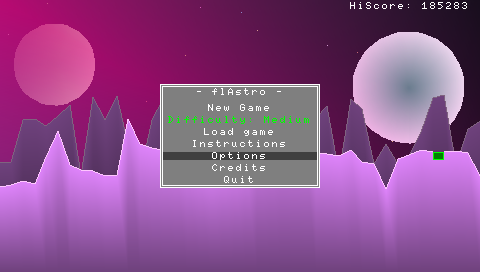 HiScore: 185283
- flAstro -
New Game
Difficulty: Medium
Load game
Instructions
Options
Credits
Quit